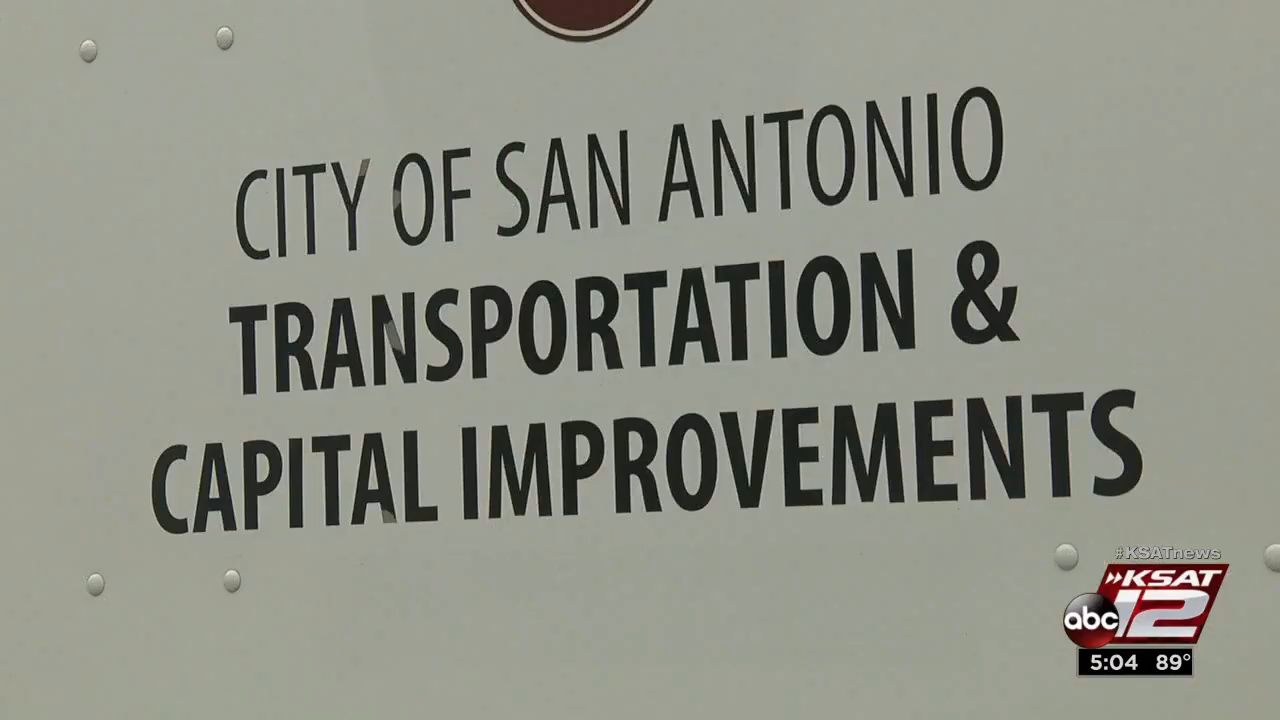 CITY OF SAN ANTONIO
TRANSPORTATION &
CAPITAL IMPROVEMENTS
#KSATnews
KSAT
abc 12
5:04 89°